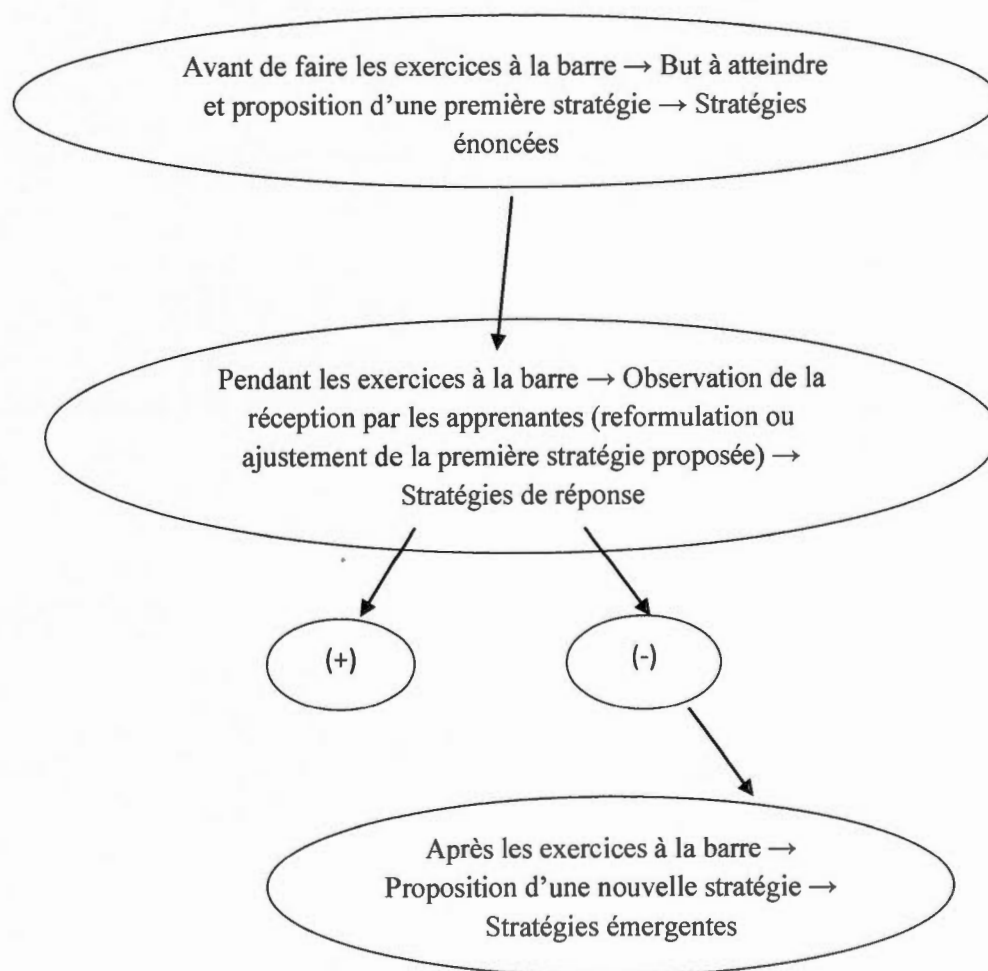 Avant de faire les exercices à la barre → But à atteindre
et proposition d'une première stratégie → Stratégies
énoncées
Pendant les exercices à la barre → Observation de la
réception par les apprenantes (reformulation ou
ajustement de la première stratégie proposée) →
Stratégies de réponse
(+)
(-)
Après les exercices à la barre →
Proposition d'une nouvelle stratégie →
Stratégies émergentes